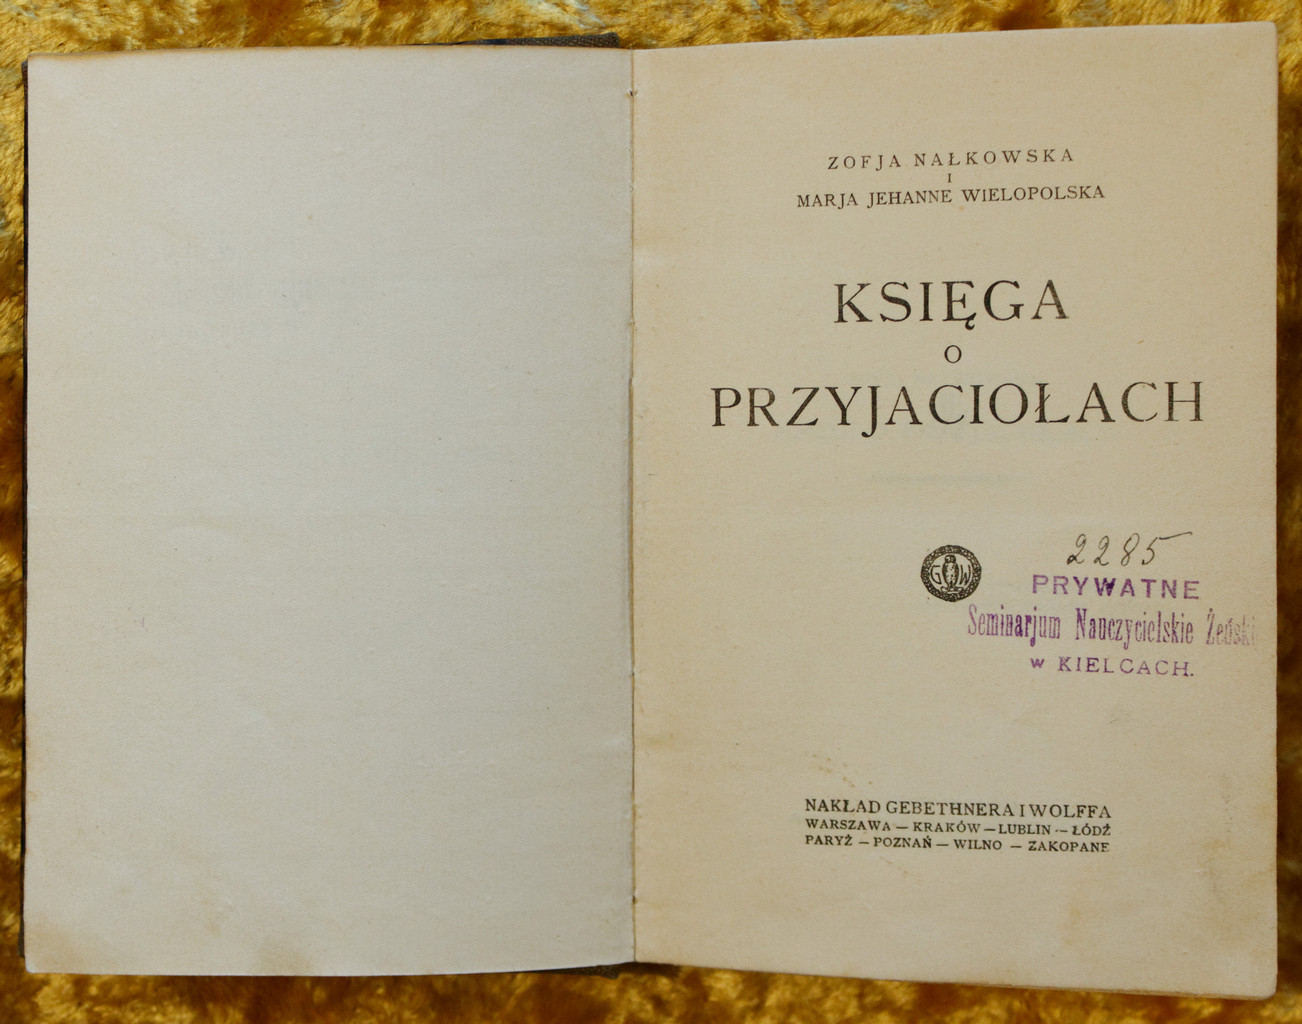 ZOFJA NAŁKOWSKA
I
MARJA JEHANNE WIELOPOLSKA
KSIĘGA
O
PRZYJACIOŁACH
G W
2285
PRYWATNE
Seminarjum Nauczycielskie Żeński
w KIELCACH.
NAKŁAD GEBETHNERA I WOLFFA
WARSZAWA — KRAKÓW — LUBLIN — ŁÓDŹ
PARYŻ — POZNAŃ — WILNO — ZAKOPANE